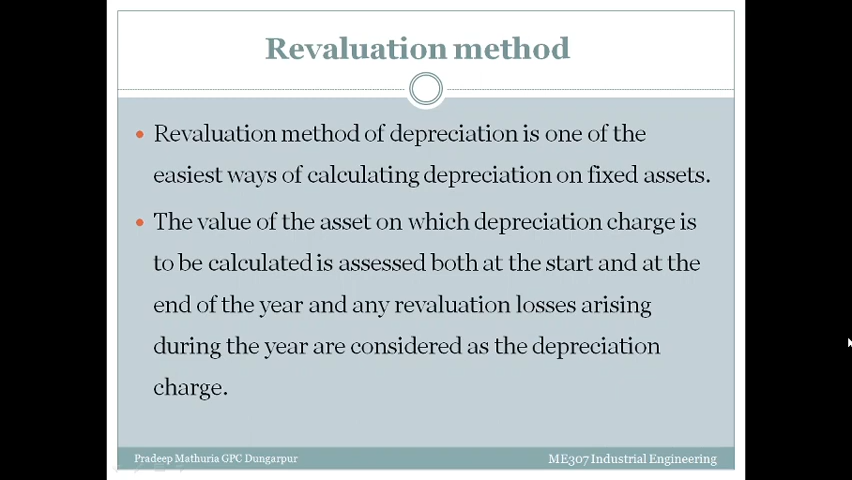 Revaluation method
• Revaluation method of depreciation is one of the
easiest ways of calculating depreciation on fixed assets.
• The value of the asset on which depreciation charge is
to be calculated is assessed both at the start and at the
end of the year and any revaluation losses arising
during the year are considered as the depreciation
charge.
Pradeep Mathuria GPC Dungarpur
ME307 Industrial Engineering